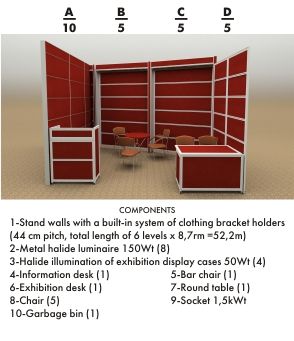 A B C D
10 5 5 5
COMPONENTS
1-Stand walls with a built-in system of clothing bracket holders
(44 cm pitch, total length of 6 levels x 8,7rm =52,2m)
2-Metal halide luminaire 150Wt (8)
3-Halide illumination of exhibition display cases 50Wt (4)
4-Information desk (1) 5-Bar chair (1)
6-Exhibition desk (1) 7-Round table (1)
8-Chair (5) 9-Socket 1,5kWt
10-Garbage bin (1)